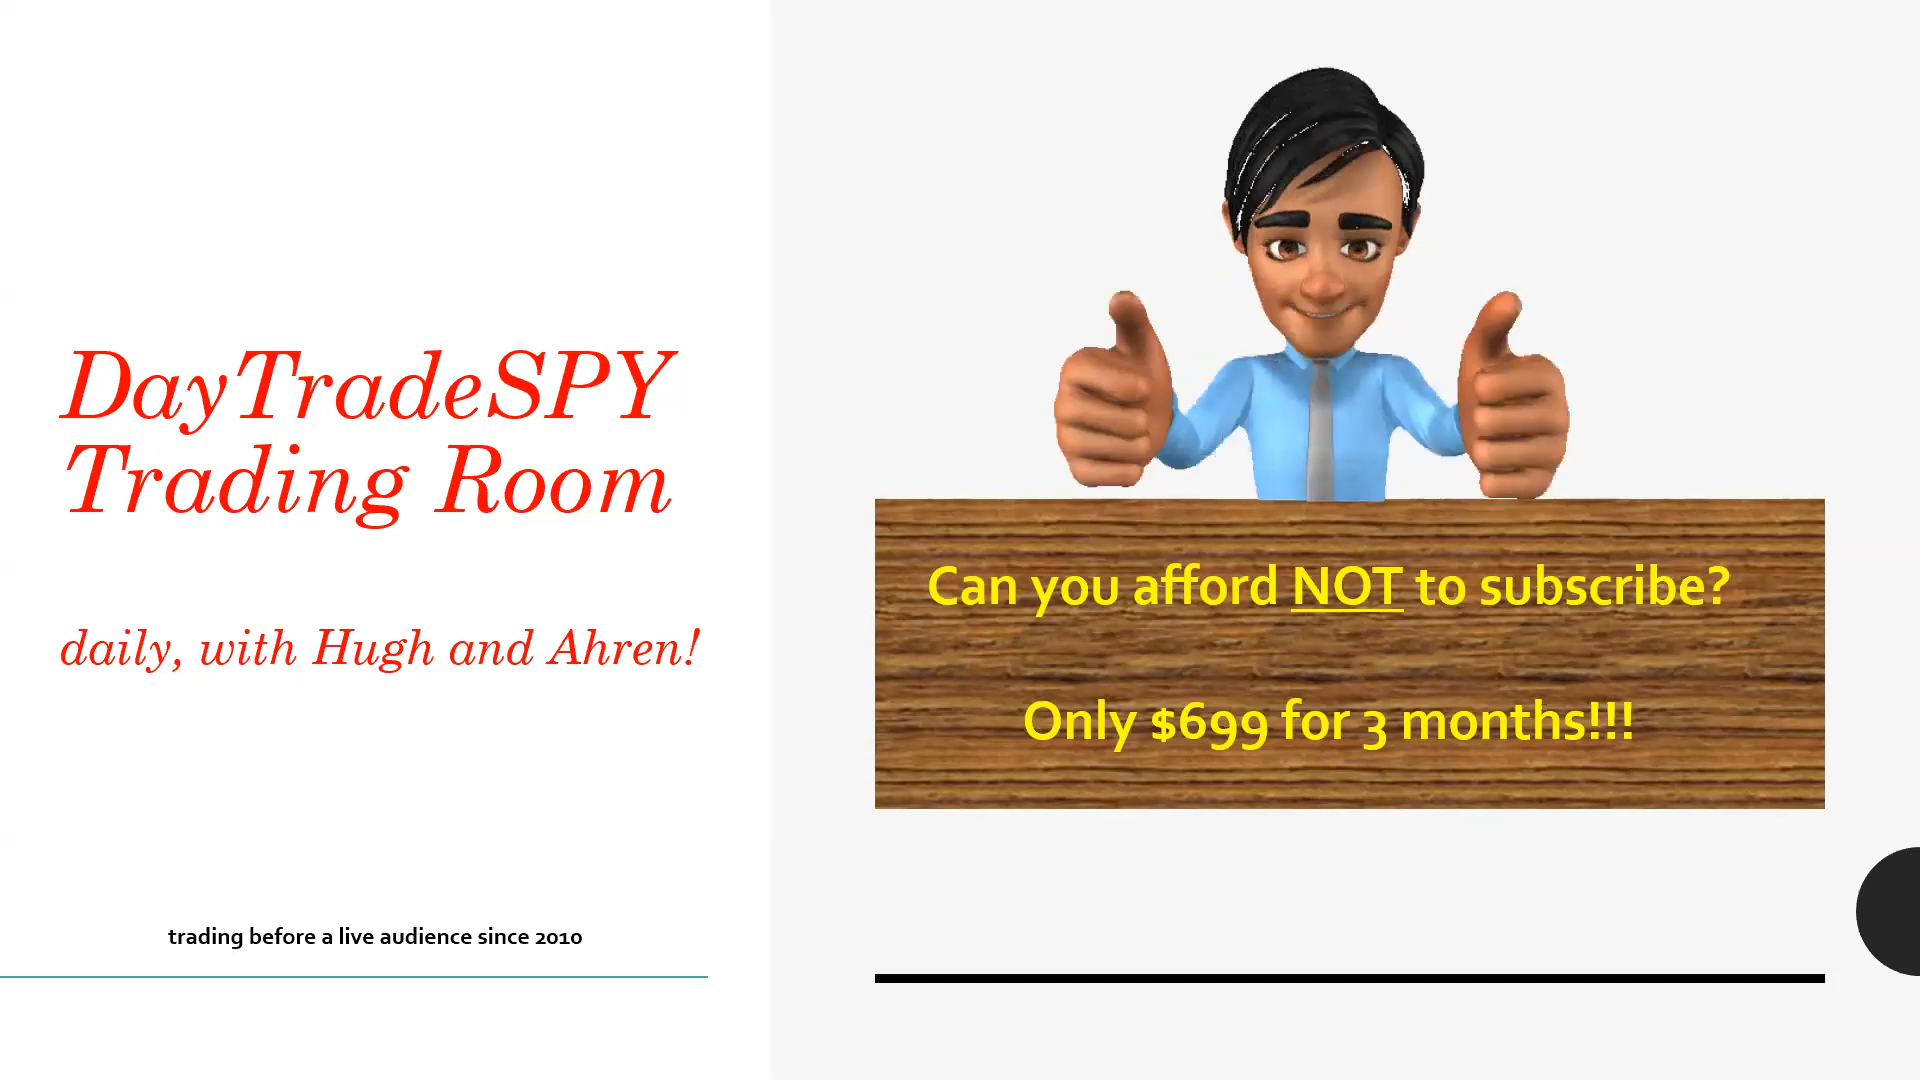 DayTradeSPY
Trading Room
daily, with Hugh and Ahren!
trading before a live audience since 2010
Can you afford NOT to subscribe?
Only $699 for 3 months!!!